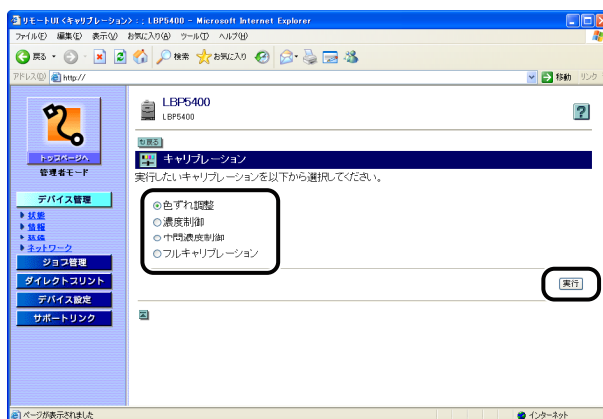 リモートUI <キャリブレーション> : ; LBP5400 - Microsoft Internet Explorer
ファイル(F) 編集(E) 表示(V) お気に入り(A) ツール(T) ヘルプ(H)
戻る 検索 お気に入り
アドレス(D) http:// 移動 リンク
LBP5400
LBP5400
トップページへ
管理者モード
もどる
キャリブレーション
実行したいキャリブレーションを以下から選択してください。
デバイス管理
状態
情報
装備
ネットワーク
ジョブ管理
ダイレクトプリント
デバイス設定
サポートリンク
色ずれ調整
濃度制御
中間濃度制御
フルキャリブレーション
実行
ページが表示されました インターネット